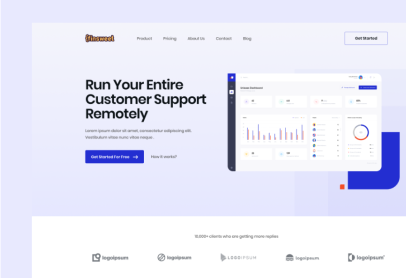 Finsweet
Product Pricing About Us Contact Blog
Get Started
Run Your Entire
Customer Support
Remotely
Lorem ipsum dolor sit amet, consectetur adipiscing elit.
Vestibulum vitae nunc vitae neque.
Get Started For Free → How it works?
10,000+ clients who are getting more replies
logoipsum logoipsum LOGOIPSUM logoipsum logoipsum